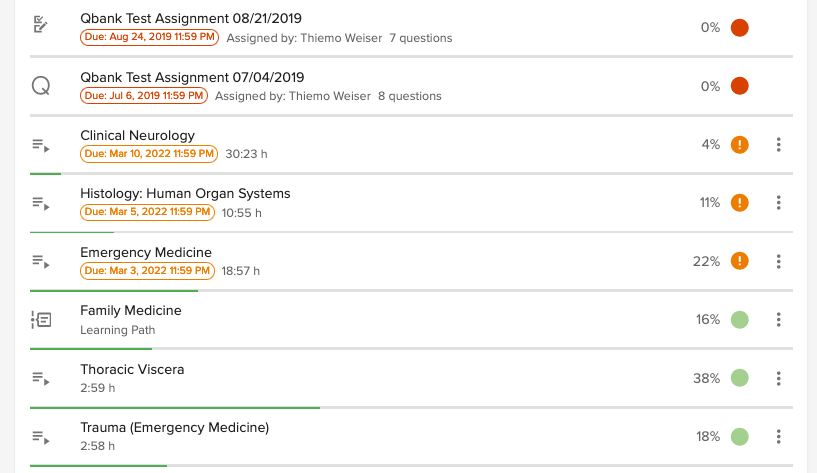 Qbank Test Assignment 08/21/2019
Due: Aug 24, 2019 11:59 PM Assigned by: Thiemo Weiser 7 questions 0%
Qbank Test Assignment 07/04/2019
Due: Jul 6, 2019 11:59 PM Assigned by: Thiemo Weiser 8 questions 0%
Clinical Neurology
Due: Mar 10, 2022 11:59 PM 30:23 h 4%
Histology: Human Organ Systems
Due: Mar 5, 2022 11:59 PM 10:55 h 11%
Emergency Medicine
Due: Mar 3, 2022 11:59 PM 18:57 h 22%
Family Medicine
Learning Path 16%
Thoracic Viscera
2:59 h 38%
Trauma (Emergency Medicine)
2:58 h 18%